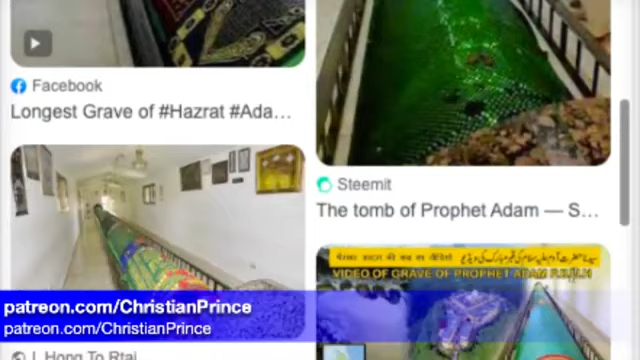 Facebook
Longest Grave of #Hazrat #Ada...
Steemit
The tomb of Prophet Adam — S...
VIDEO OF GRAVE OF PROPHET ADAM
patreon.com/ChristianPrince
patreon.com/ChristianPrince